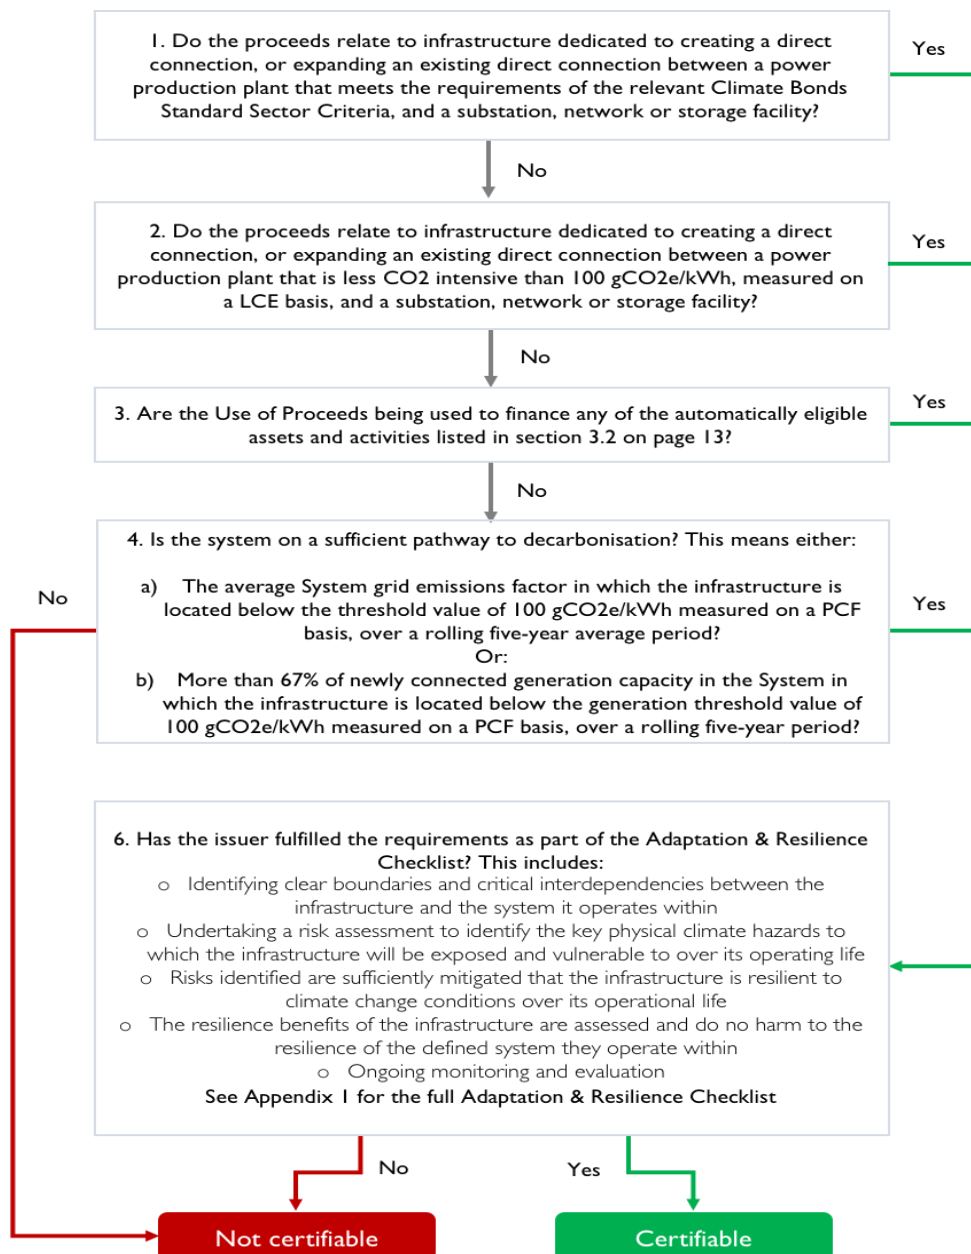 1. Do the proceeds relate to infrastructure dedicated to creating a direct
connection, or expanding an existing direct connection between a power
production plant that meets the requirements of the relevant Climate Bonds
Standard Sector Criteria, and a substation, network or storage facility?
Yes
No
2. Do the proceeds relate to infrastructure dedicated to creating a direct
connection, or expanding an existing direct connection between a power
production plant that is less CO2 intensive than 100 gCO2e/kWh, measured on
a LCE basis, and a substation, network or storage facility?
Yes
No
3. Are the Use of Proceeds being used to finance any of the automatically eligible
assets and activities listed in section 3.2 on page 13?
Yes
No
4. Is the system on a sufficient pathway to decarbonisation? This means either:
a) The average System grid emissions factor in which the infrastructure is
located below the threshold value of 100 gCO2e/kWh measured on a PCF
basis, over a rolling five-year average period?
Or:
b) More than 67% of newly connected generation capacity in the System in
which the infrastructure is located below the generation threshold value of
100 gCO2e/kWh measured on a PCF basis, over a rolling five-year period?
No
Yes
6. Has the issuer fulfilled the requirements as part of the Adaptation & Resilience
Checklist? This includes:
o Identifying clear boundaries and critical interdependencies between the
infrastructure and the system it operates within
o Undertaking a risk assessment to identify the key physical climate hazards to
which the infrastructure will be exposed and vulnerable to over its operating life
o Risks identified are sufficiently mitigated that the infrastructure is resilient to
climate change conditions over its operational life
o The resilience benefits of the infrastructure are assessed and do no harm to the
resilience of the defined system they operate within
o Ongoing monitoring and evaluation
See Appendix 1 for the full Adaptation & Resilience Checklist
No
Yes
Not certifiable
Certifiable